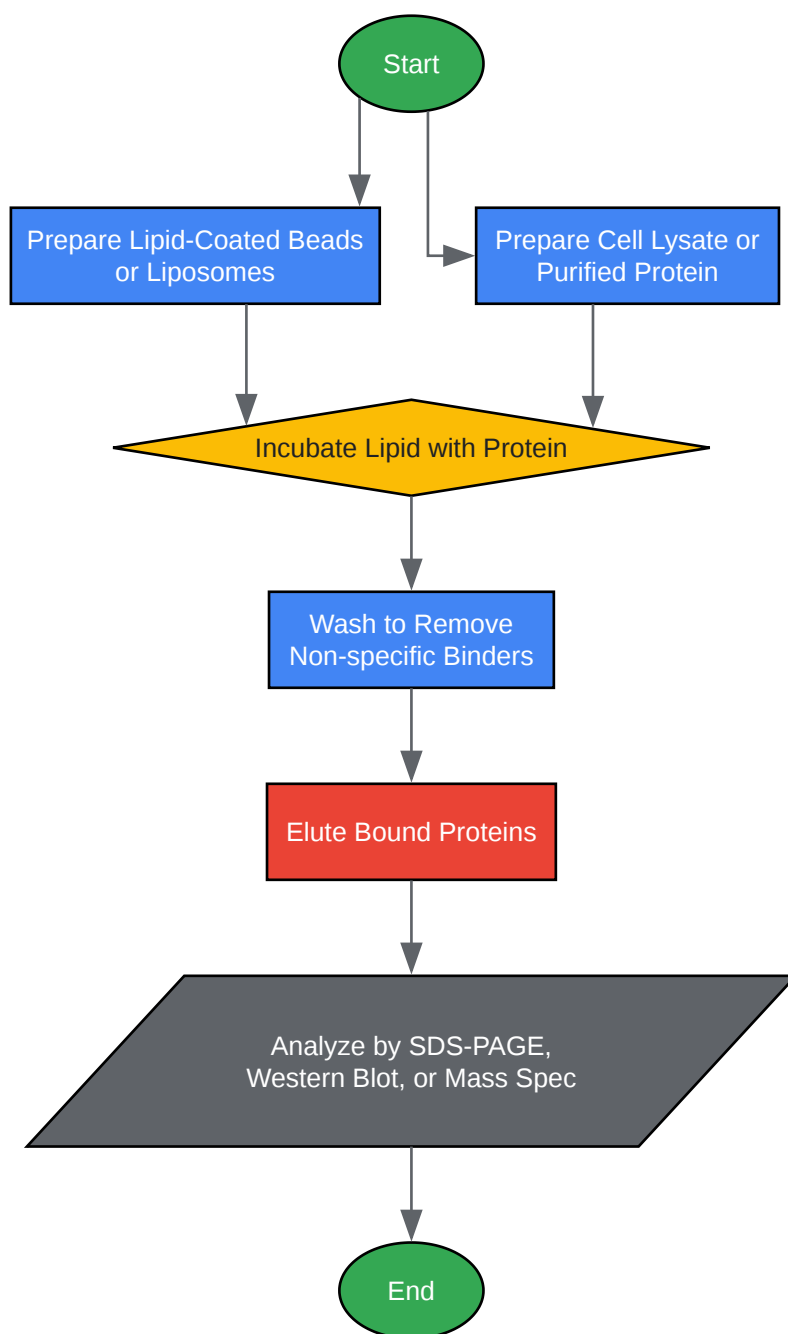 Start
Prepare Lipid-Coated Beads
or Liposomes
Prepare Cell Lysate or
Purified Protein
Incubate Lipid with Protein
Wash to Remove
Non-specific Binders
Elute Bound Proteins
Analyze by SDS-PAGE,
Western Blot, or Mass Spec
End